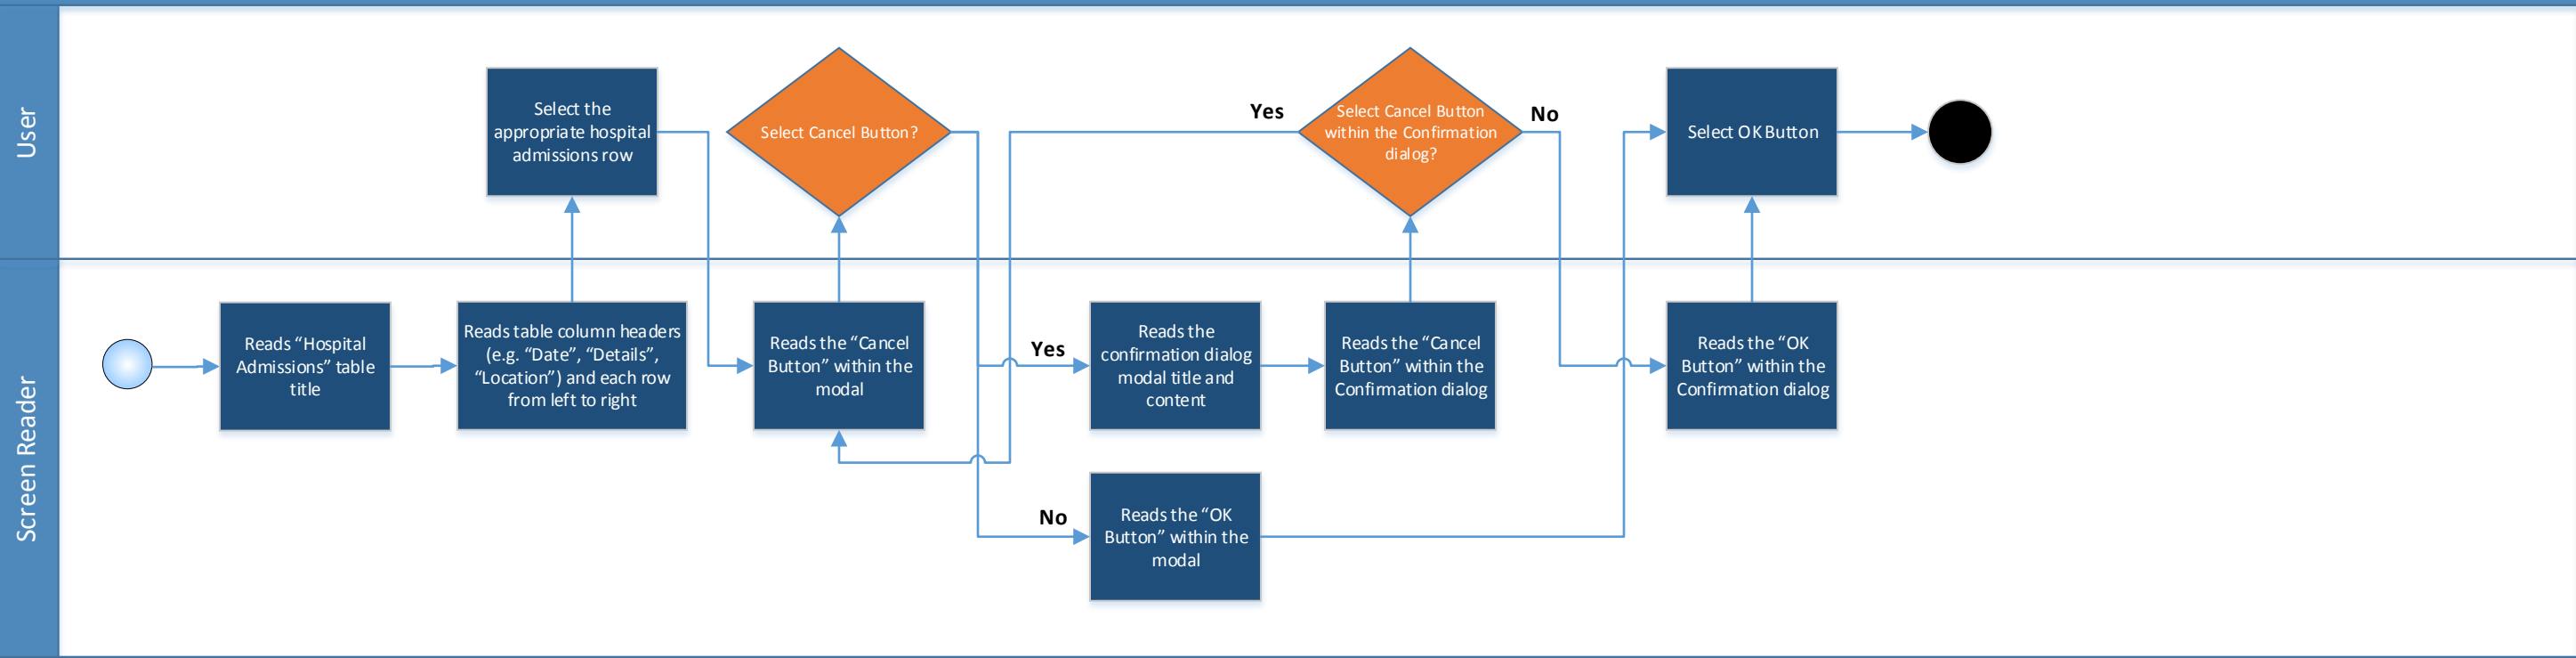 User
Select the
appropriate hospital
admissions row
Select Cancel Button?
Yes
Select Cancel Button
within the Confirmation
dialog?
No
Select OK Button
Screen Reader
Reads “Hospital
Admissions” table
title
Reads table column headers
(e.g. “Date”, “Details”,
“Location”) and each row
from left to right
Reads the “Cancel
Button” within the
modal
Yes
Reads the
confirmation dialog
modal title and
content
Reads the “Cancel
Button” within the
Confirmation dialog
Reads the “OK
Button” within the
Confirmation dialog
No
Reads the “OK
Button” within the
modal